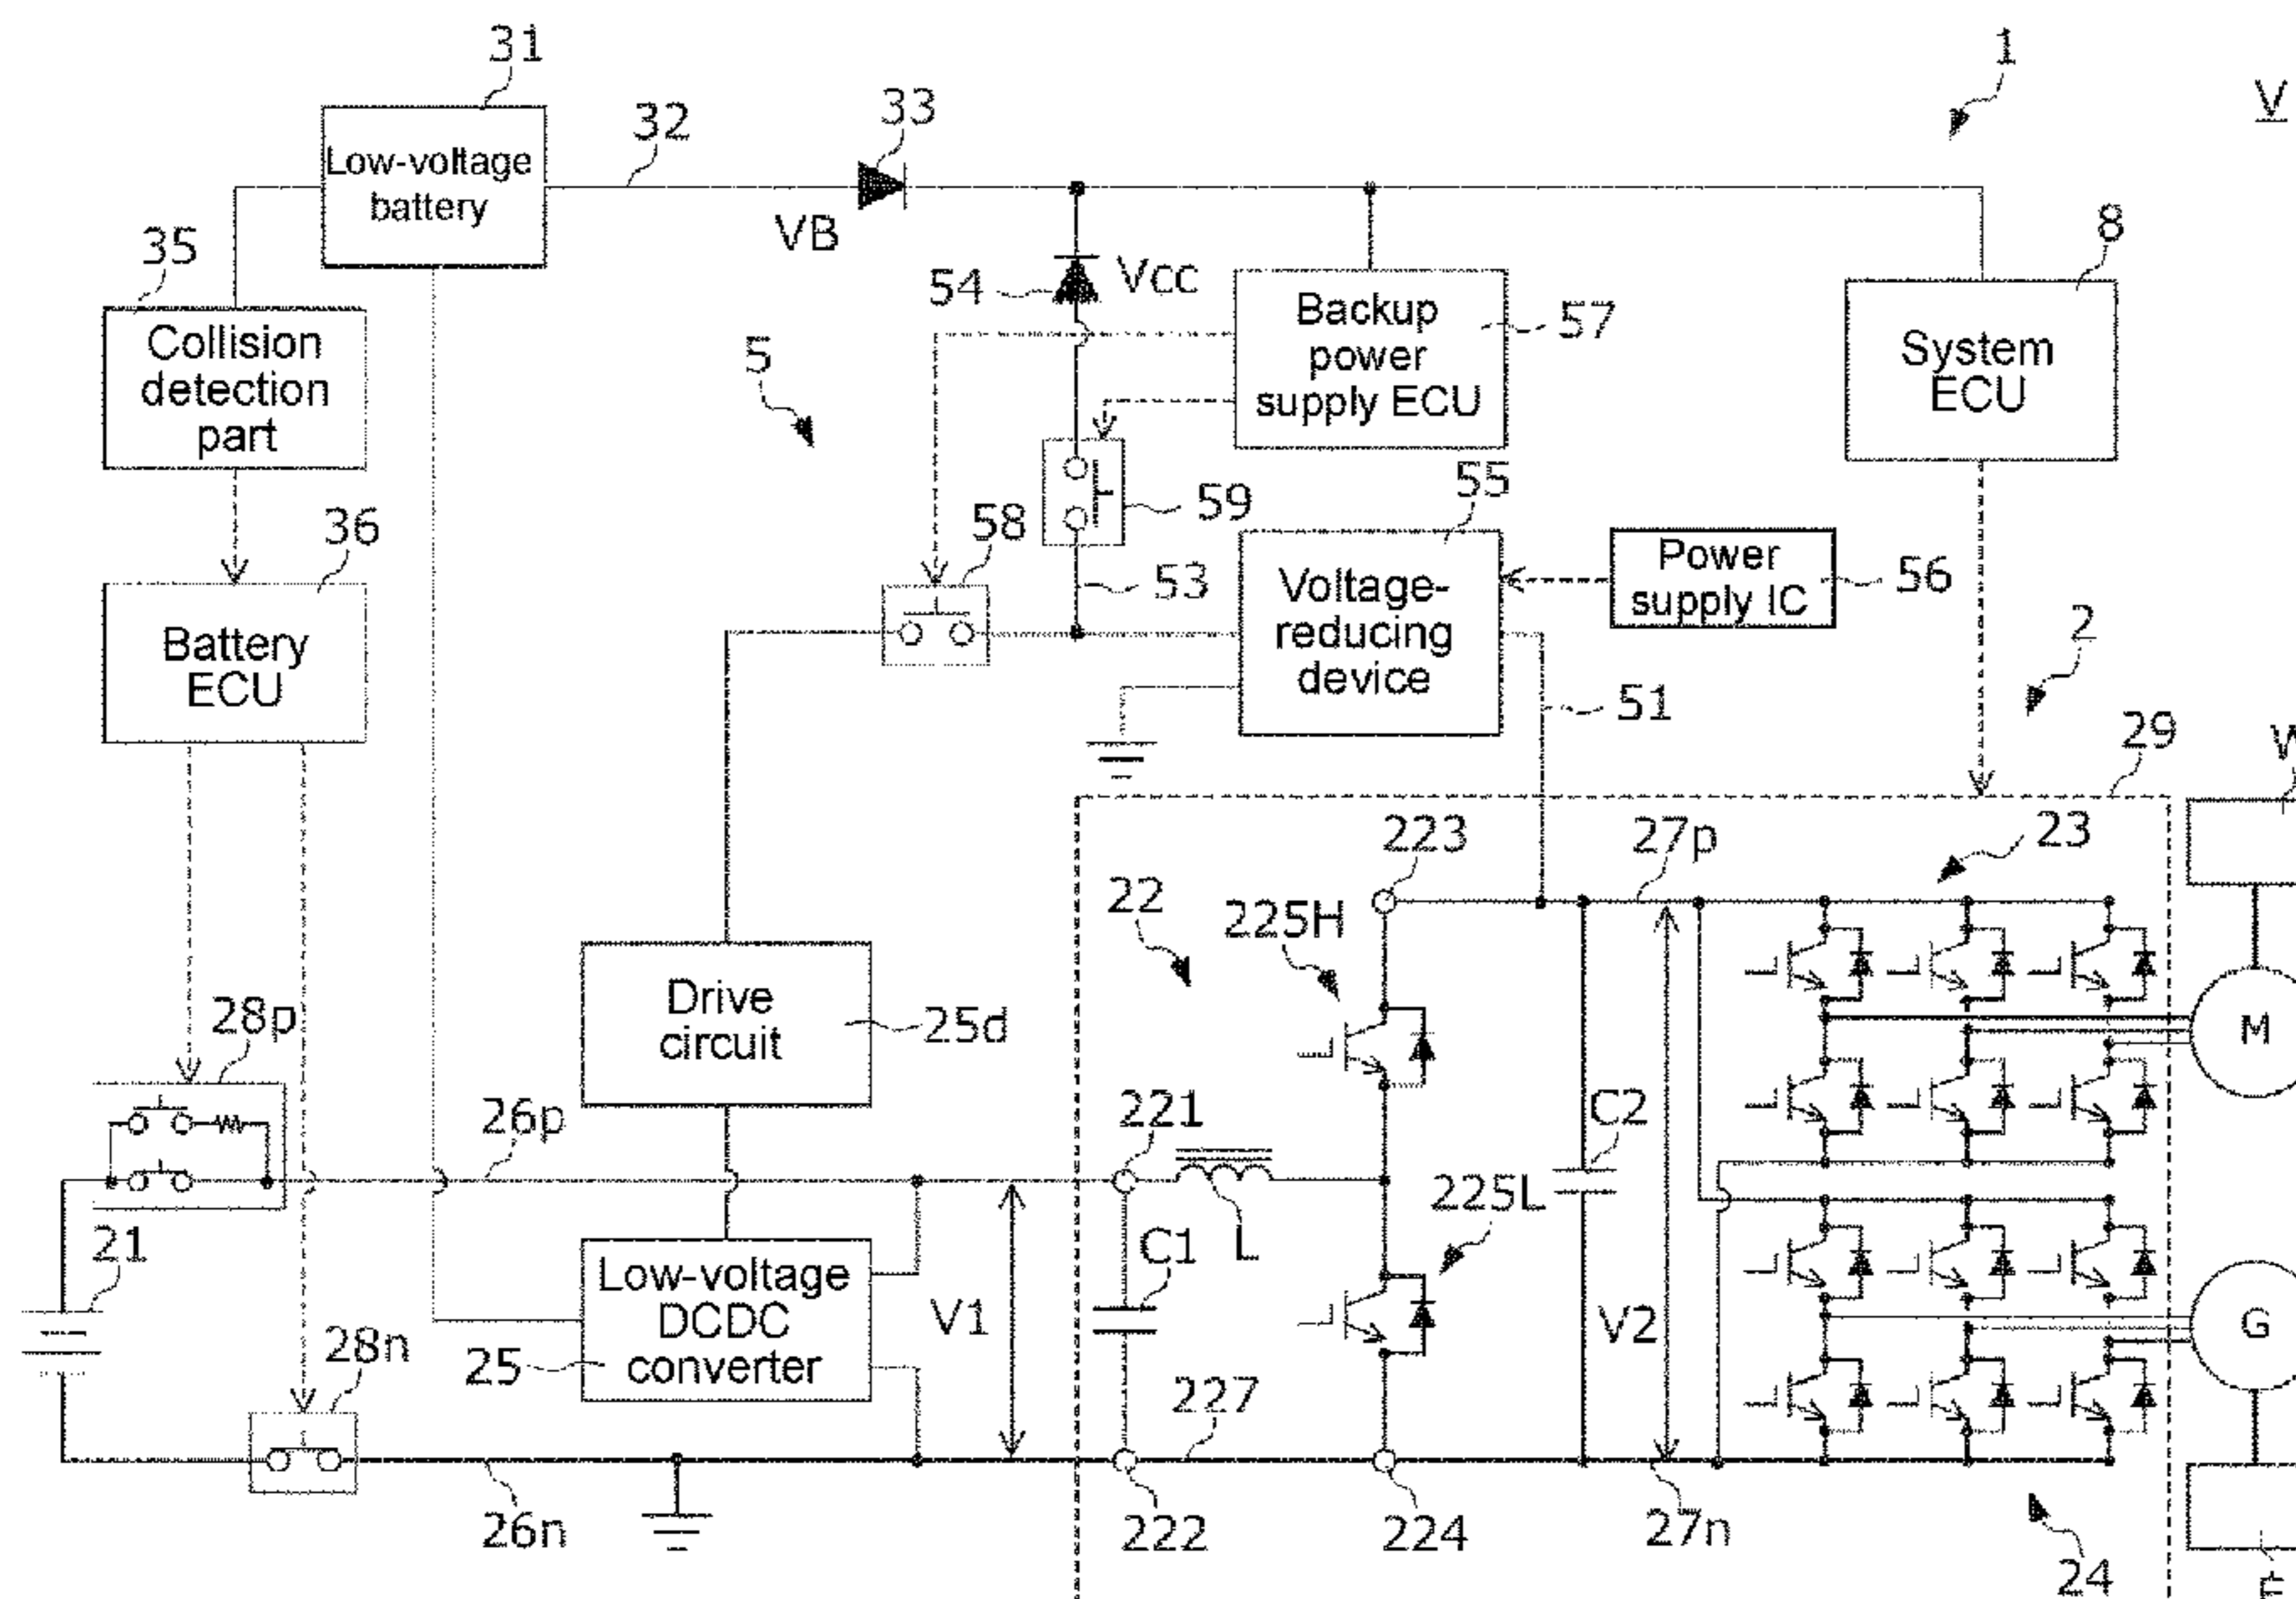 31
1
V
32
33
Low-voltage
battery
VB
35
8
54
Vcc
Backup
power
supply ECU
57
System
ECU
Collision
detection
part
5
55
59
36
58
Power
supply IC
56
53
Voltage-
reducing
device
2
Battery
ECU
51
29
W
223
27p
23
22
225H
Drive
circuit
25d
28p
M
26p
221
C2
225L
21
C1
L
Low-voltage
DCDC
converter
25
V1
V2
G
28n
227
26n
222
224
27n
24